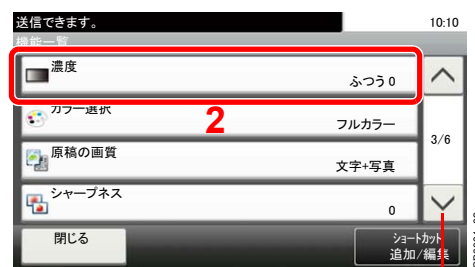 送信できます。 10:10
機能一覧
濃度
ふつう 0
カラー選択
2
フルカラー
3/6
原稿の画質
文字+写真
シャープネス
0
閉じる
ショートカット
追加/編集